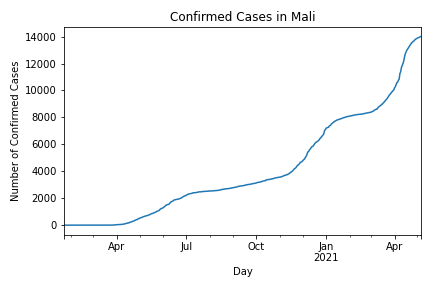 Confirmed Cases in Mali
14000
12000
10000
8000
6000
4000
2000
0
Number of Confirmed Cases
Apr
Jul
Oct
Jan
2021
Apr
Day